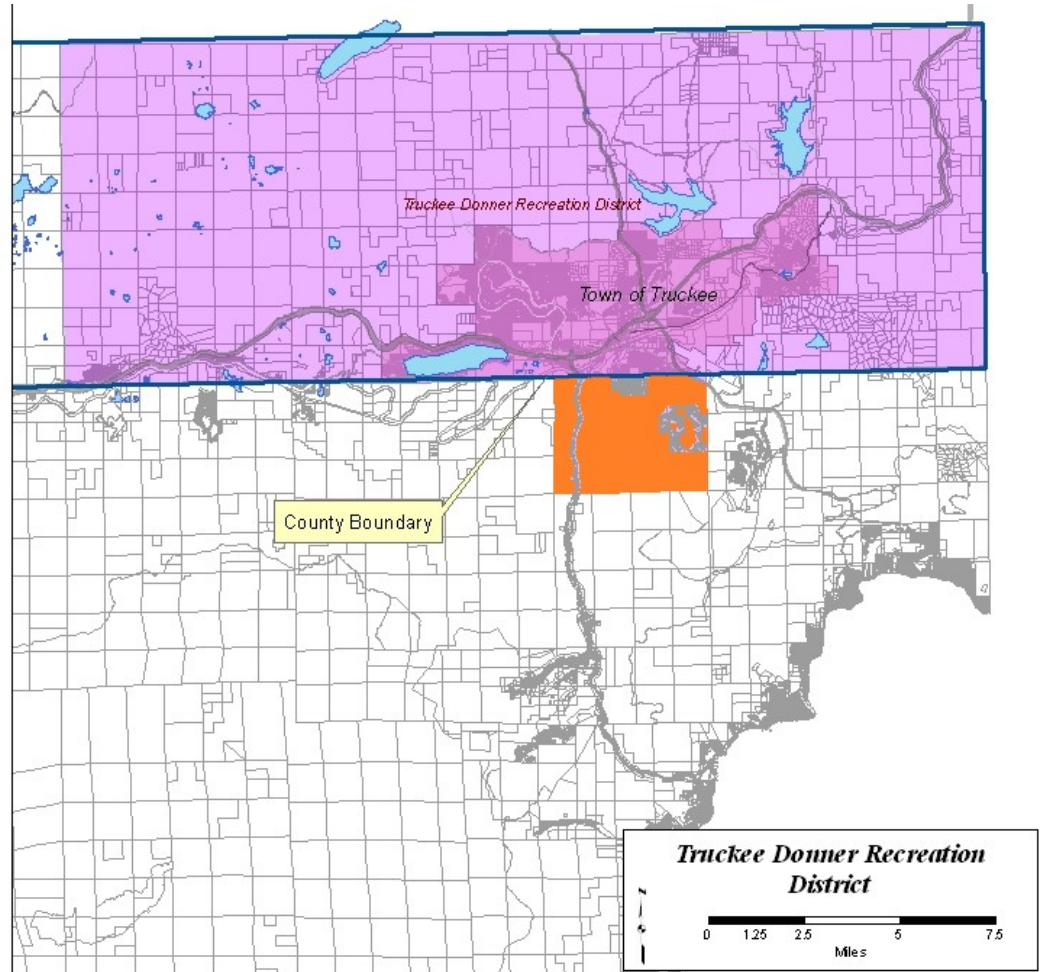 Truckee Donner Recreation District
Town of Truckee
County Boundary
Truckee Donner Recreation
District
N
0 1.25 2.5 5 7.5
Miles